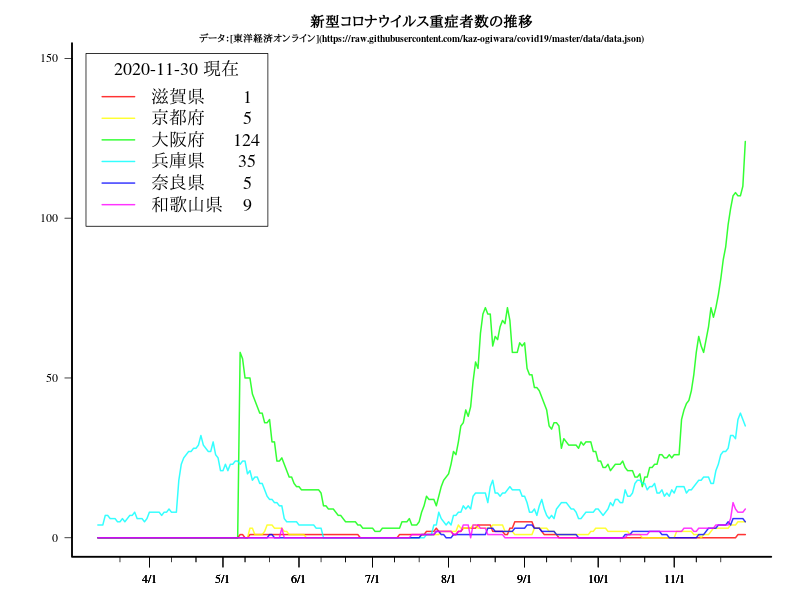 新型コロナウイルス重症者数の推移
データ:[東洋経済オンライン](https://raw.githubusercontent.com/kaz-ogiwara/covid19/master/data/data.json)
150
2020-11-30 現在
滋賀県 1
京都府 5
大阪府 124
兵庫県 35
奈良県 5
和歌山県 9
100
50
0
4/1 5/1 6/1 7/1 8/1 9/1 10/1 11/1